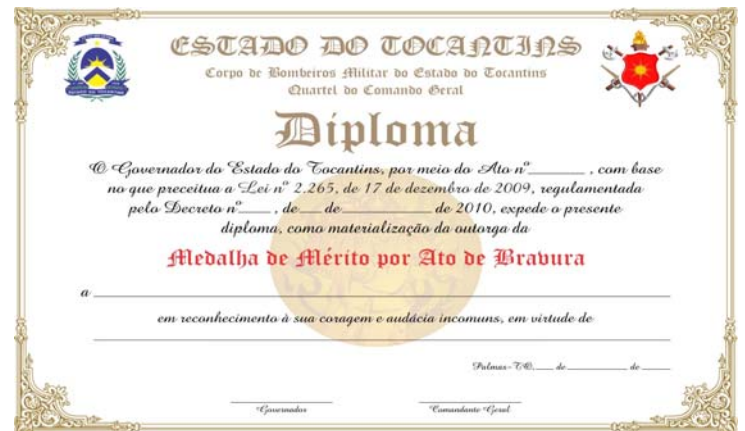 ESTADO DO TOCANTINS
Corpo de Bombeiros Militar do Estado do Tocantins
Quartel do Comando Geral
Diploma
O Governador do Estado do Tocantins, por meio do Ato nº_______ , com base
no que preceitua a Lei nº 2.265, de 17 de dezembro de 2009, regulamentada
pelo Decreto nº____ , de___ de___________ de 2010, expede o presente
diploma, como materialização da outorga da
Medalha de Mérito por Ato de Bravura
a
em reconhecimento à sua coragem e audácia incomuns, em virtude de
Palmas-TO,____ de ______________ de ______
Governador Comandante Geral